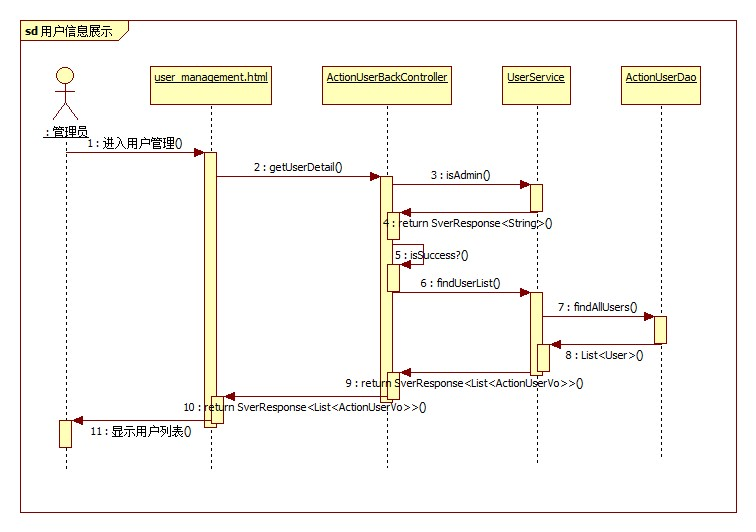 sd 用户信息展示
user_management.html
ActionUserBackController
UserService
ActionUserDao
: 管理员
1 : 进入用户管理()
2 : getUserDetail()
3 : isAdmin()
4 : return SverResponse<String>()
5 : isSuccess?()
6 : findUserList()
7 : findAllUsers()
8 : List<User>()
9 : return SverResponse<List<ActionUserVo>>()
10 : return SverResponse<List<ActionUserVo>>()
11 : 显示用户列表()